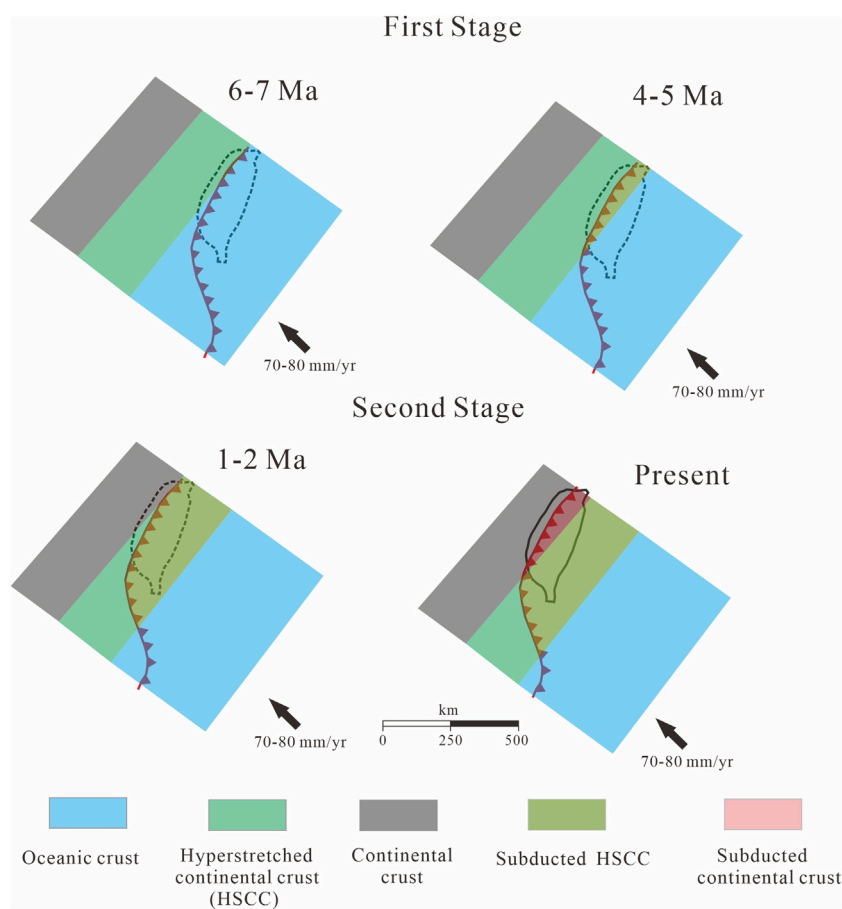 First Stage
6-7 Ma
4-5 Ma
70-80 mm/yr
70-80 mm/yr
Second Stage
1-2 Ma
Present
km
0 250 500
70-80 mm/yr
70-80 mm/yr
Oceanic crust
Hyperstretched
continental crust
(HSCC)
Continental
crust
Subducted HSCC
Subducted
continental crust